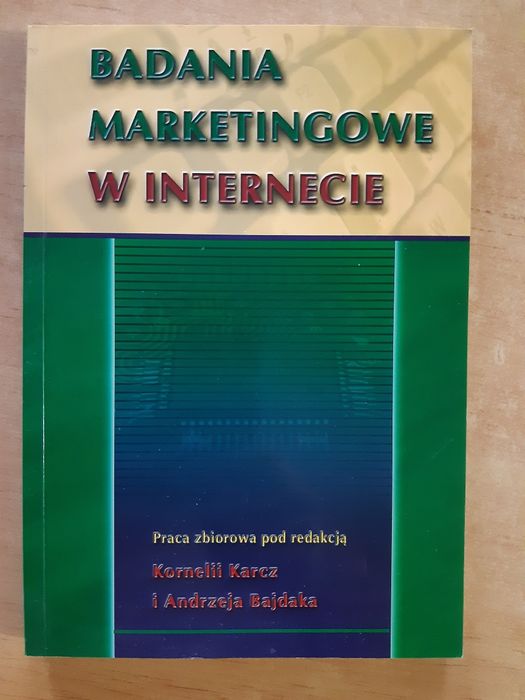 BADANIA
MARKETINGOWE
W INTERNECIE
Praca zbiorowa pod redakcją
Kornelii Karcz
i Andrzeja Bajdaka